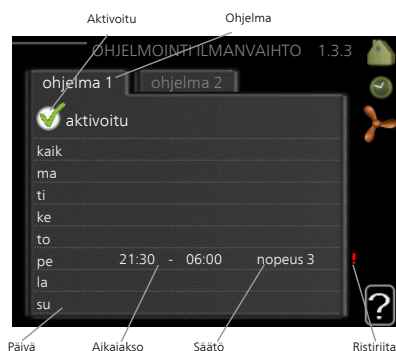 Aktivoitu Ohjelma
OHJELMOINTI ILMANVAIHTO 1.3.3
ohjelma 1 ohjelma 2
aktivoitu
kaik
ma
ti
ke
to
pe 21:30 - 06:00 nopeus 3 !
la
su
?
Päivä Aikajakso Säätö Ristiriita